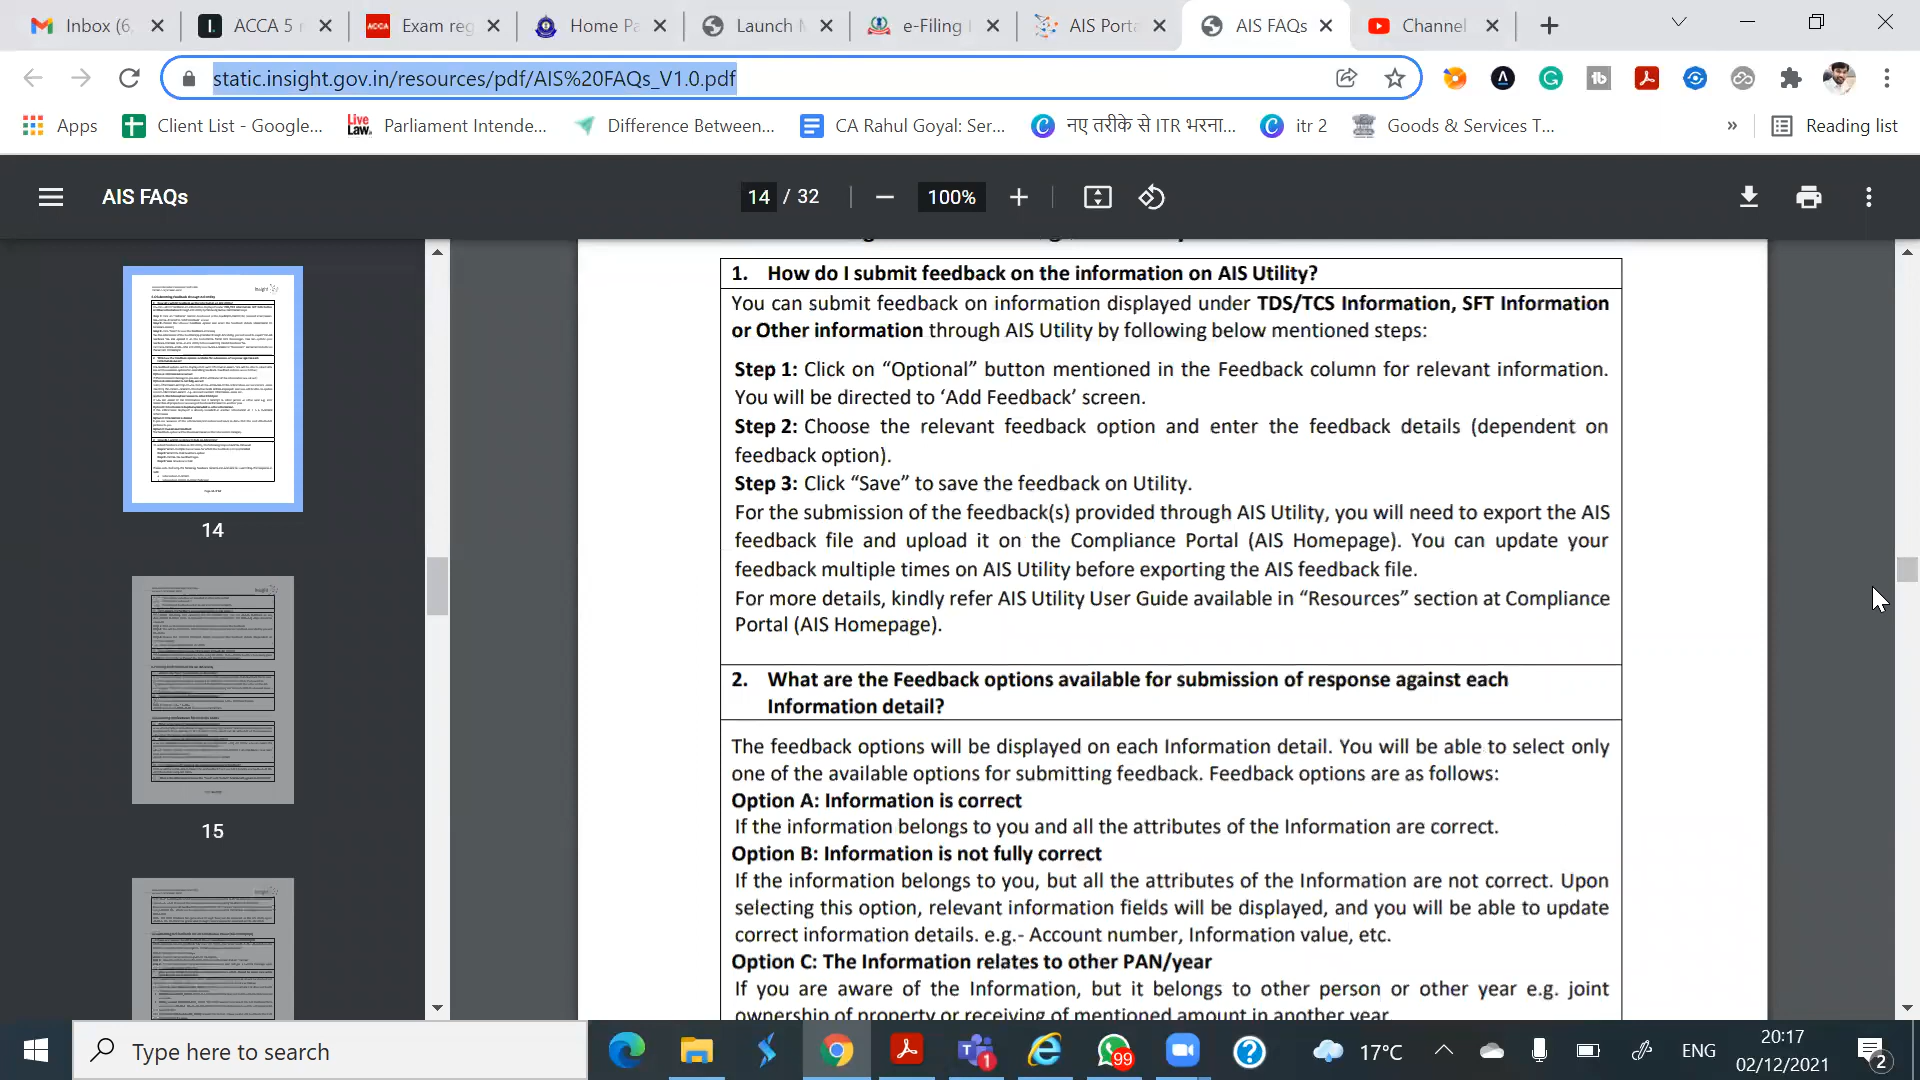 Inbox (6,
ACCA 5 r
Exam reg
Home Pa
Launch M
e-Filing
AIS Porta
AIS FAQs
Channel
static.insight.gov.in/resources/pdf/AIS%20FAQs_V1.0.pdf
Apps
Client List - Google...
Live Law.
Parliament Intende...
Difference Between...
CA Rahul Goyal: Ser...
नए तरीके से ITR भरना...
itr 2
Goods & Services T...
»
Reading list
AIS FAQs
14 / 32
100%
1. How do I submit feedback on the information on AIS Utility?
You can submit feedback on information displayed under TDS/TCS Information, SFT Information
or Other information through AIS Utility by following below mentioned steps:
Step 1: Click on “Optional” button mentioned in the Feedback column for relevant information.
You will be directed to ‘Add Feedback’ screen.
Step 2: Choose the relevant feedback option and enter the feedback details (dependent on
feedback option).
Step 3: Click “Save” to save the feedback on Utility.
For the submission of the feedback(s) provided through AIS Utility, you will need to export the AIS
feedback file and upload it on the Compliance Portal (AIS Homepage). You can update your
feedback multiple times on AIS Utility before exporting the AIS feedback file.
For more details, kindly refer AIS Utility User Guide available in “Resources” section at Compliance
Portal (AIS Homepage).
2. What are the Feedback options available for submission of response against each
Information detail?
The feedback options will be displayed on each Information detail. You will be able to select only
one of the available options for submitting feedback. Feedback options are as follows:
Option A: Information is correct
If the information belongs to you and all the attributes of the Information are correct.
Option B: Information is not fully correct
If the information belongs to you, but all the attributes of the Information are not correct. Upon
selecting this option, relevant information fields will be displayed, and you will be able to update
correct information details. e.g.- Account number, Information value, etc.
Option C: The Information relates to other PAN/year
If you are aware of the Information, but it belongs to other person or other year e.g. joint
ownership of property or receiving of mentioned amount in another year.
14
15
Type here to search
1
99
17°C
ENG
20:17
02/12/2021
2